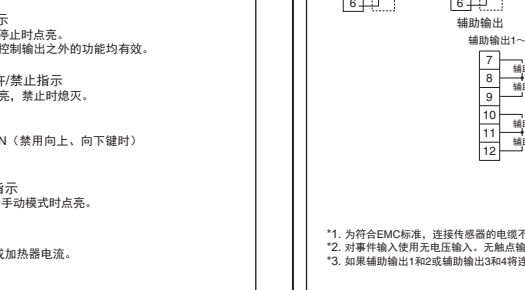 示
停止时点亮。
控制输出之外的功能均有效。
许/禁止指示
亮，禁止时熄灭。
N（禁用向上、向下键时）
指示
手动模式时点亮。
加热器电流。
6
6
辅助输出
辅助输出1～
7
8
9
10
11
12
*1. 为符合EMC标准，连接传感器的电缆
*2. 对事件输入使用无电压输入。无触点输
*3. 如果辅助输出1和2或辅助输出3和4将连